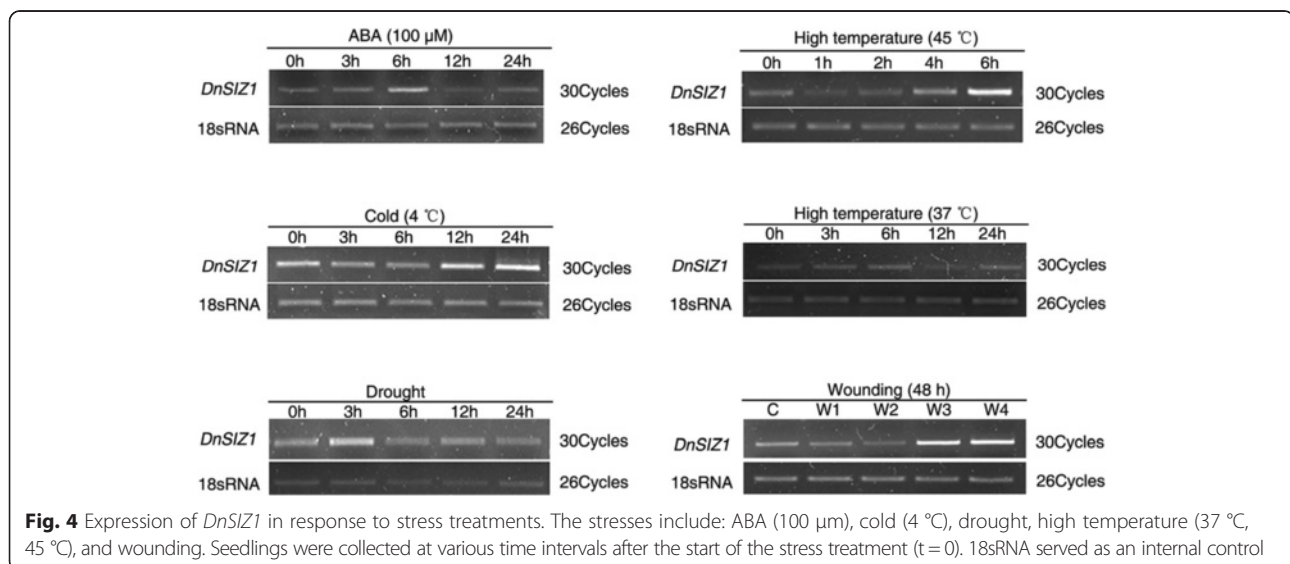 ABA (100 μM)
0h 3h 6h 12h 24h
DnSIZ1 30Cycles
18sRNA 26Cycles
High temperature (45 ℃)
0h 1h 2h 4h 6h
DnSIZ1 30Cycles
18sRNA 26Cycles
Cold (4 ℃)
0h 3h 6h 12h 24h
DnSIZ1 30Cycles
18sRNA 26Cycles
High temperature (37 ℃)
0h 3h 6h 12h 24h
DnSIZ1 30Cycles
18sRNA 26Cycles
Drought
0h 3h 6h 12h 24h
DnSIZ1 30Cycles
18sRNA 26Cycles
Wounding (48 h)
C W1 W2 W3 W4
DnSIZ1 30Cycles
18sRNA 26Cycles
Fig. 4 Expression of DnSIZ1 in response to stress treatments. The stresses include: ABA (100 μm), cold (4 °C), drought, high temperature (37 °C,
45 °C), and wounding. Seedlings were collected at various time intervals after the start of the stress treatment (t = 0). 18sRNA served as an internal control